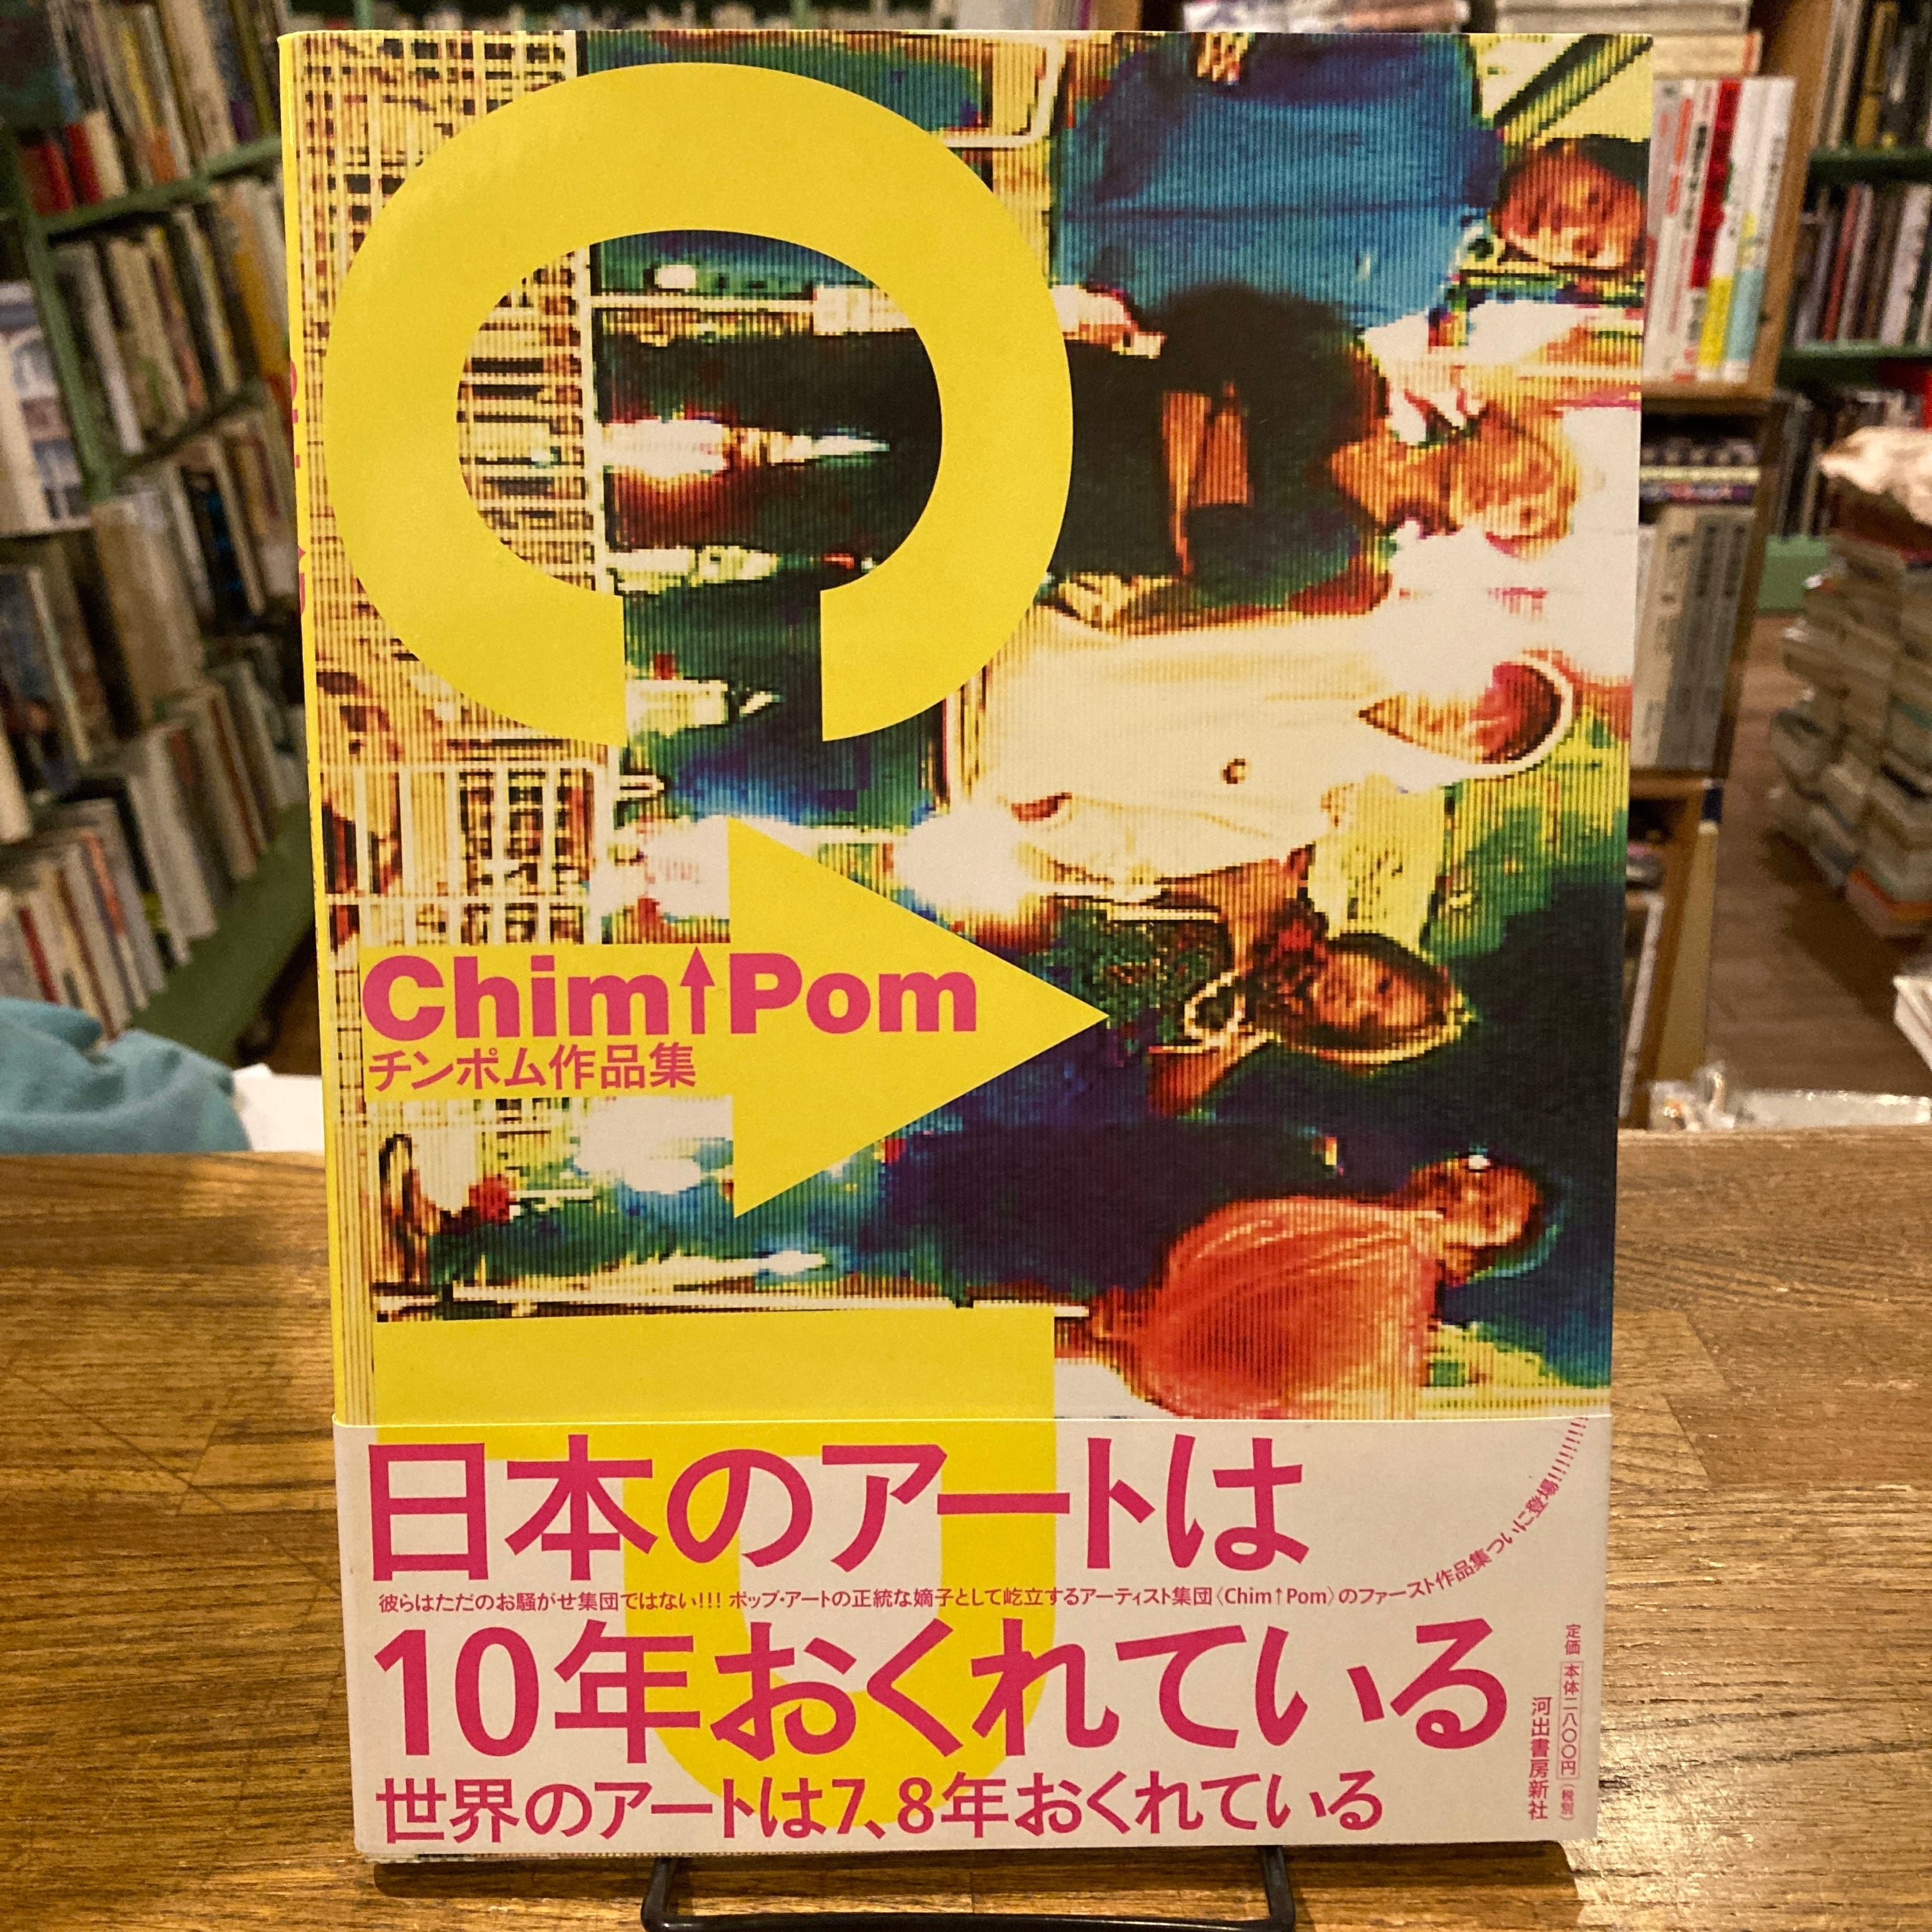 Chim↑Pom
チンポム作品集
日本のアートは
彼らはただのお騒がせ集団ではない!!! ポップ・アートの正統な嫡子として屹立するアーティスト集団〈Chim↑Pom〉のファースト作品集ついに登場!!!!!!!!!!
10年おくれている
世界のアートは7、8年おくれている
定価 本体二八〇〇円(税別)
河出書房新社